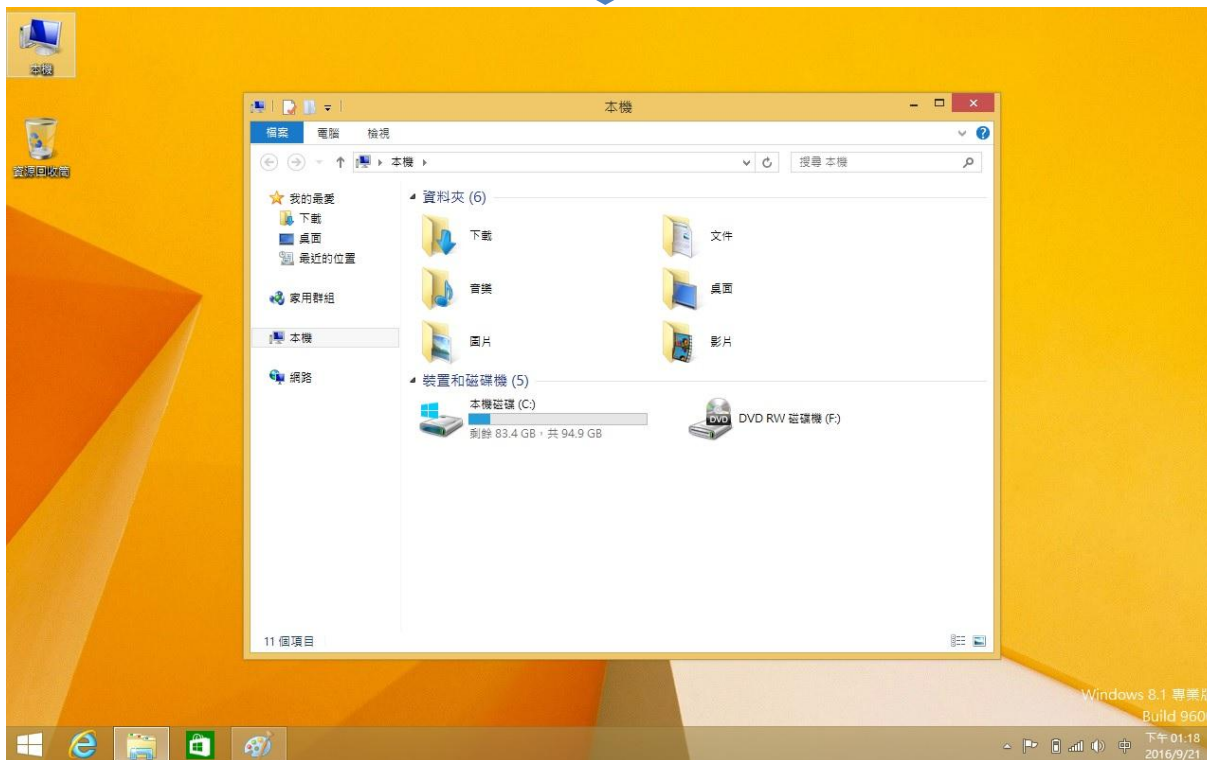 本機
資源回收筒
本機
檔案 電腦 檢視
本機
搜尋 本機
我的最愛
下載
桌面
最近的位置
家用群組
本機
網路
資料夾 (6)
下載
文件
音樂
桌面
圖片
影片
裝置和磁碟機 (5)
本機磁碟 (C:)
剩餘 83.4 GB，共 94.9 GB
DVD
DVD RW 磁碟機 (F:)
11 個項目
Windows 8.1 專業版
Build 960
中
下午 01:18
2016/9/21